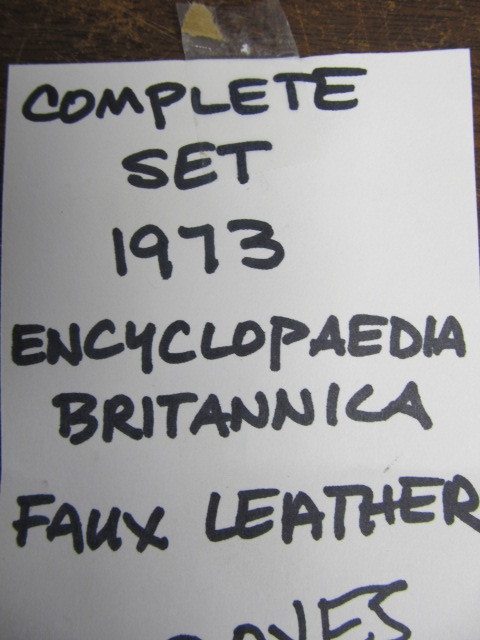 COMPLETE
SET
1973
ENCYCLOPAEDIA
BRITANNICA
FAUX LEATHER